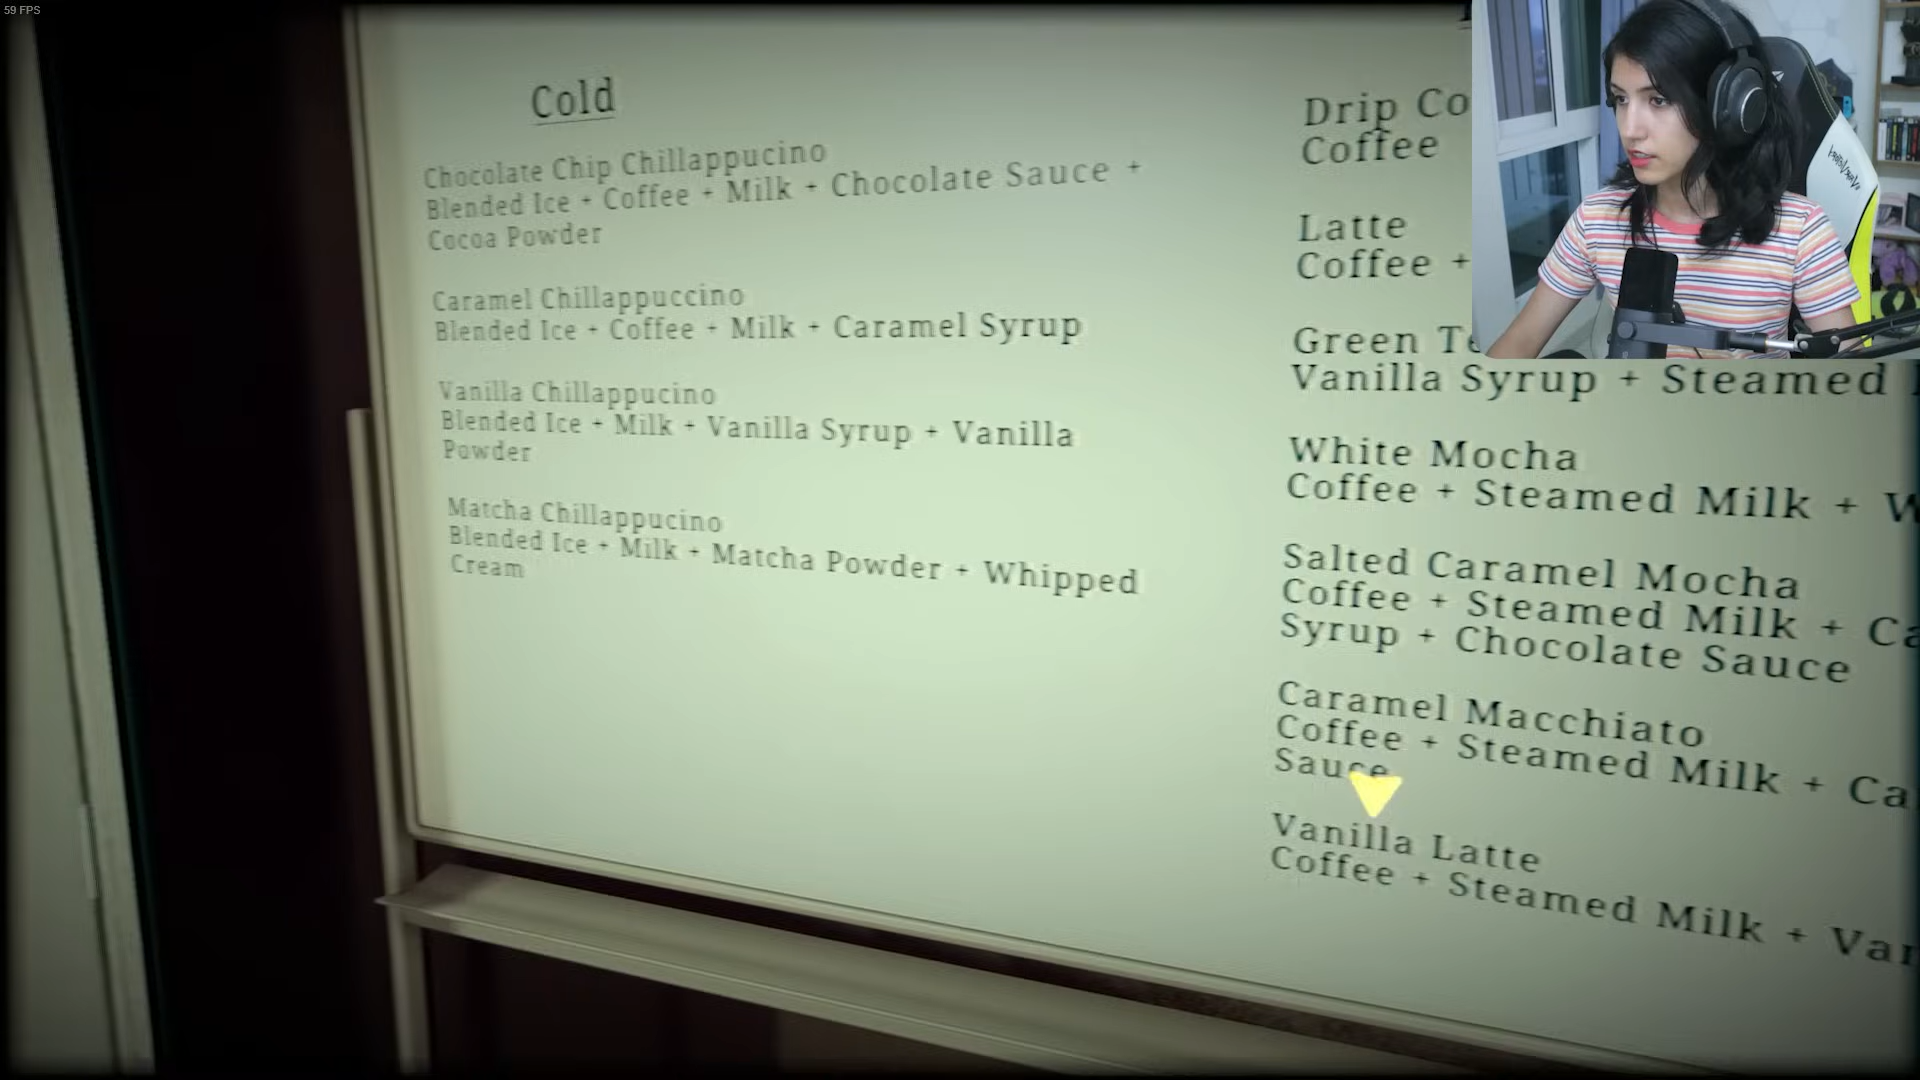 59 FPS
Cold
Chocolate Chip Chillappucino
Blended Ice + Coffee + Milk + Chocolate Sauce +
Cocoa Powder
Caramel Chillappuccino
Blended Ice + Coffee + Milk + Caramel Syrup
Vanilla Chillappucino
Blended Ice + Milk + Vanilla Syrup + Vanilla
Powder
Matcha Chillappucino
Blended Ice + Milk + Matcha Powder + Whipped
Cream
Drip Co
Coffee
Latte
Coffee +
Green Te
Vanilla Syrup + Steamed
White Mocha
Coffee + Steamed Milk + W
Salted Caramel Mocha
Coffee + Steamed Milk + Ca
Syrup + Chocolate Sauce
Caramel Macchiato
Coffee + Steamed Milk + Ca
Sauce
Vanilla Latte
Coffee + Steamed Milk + Van